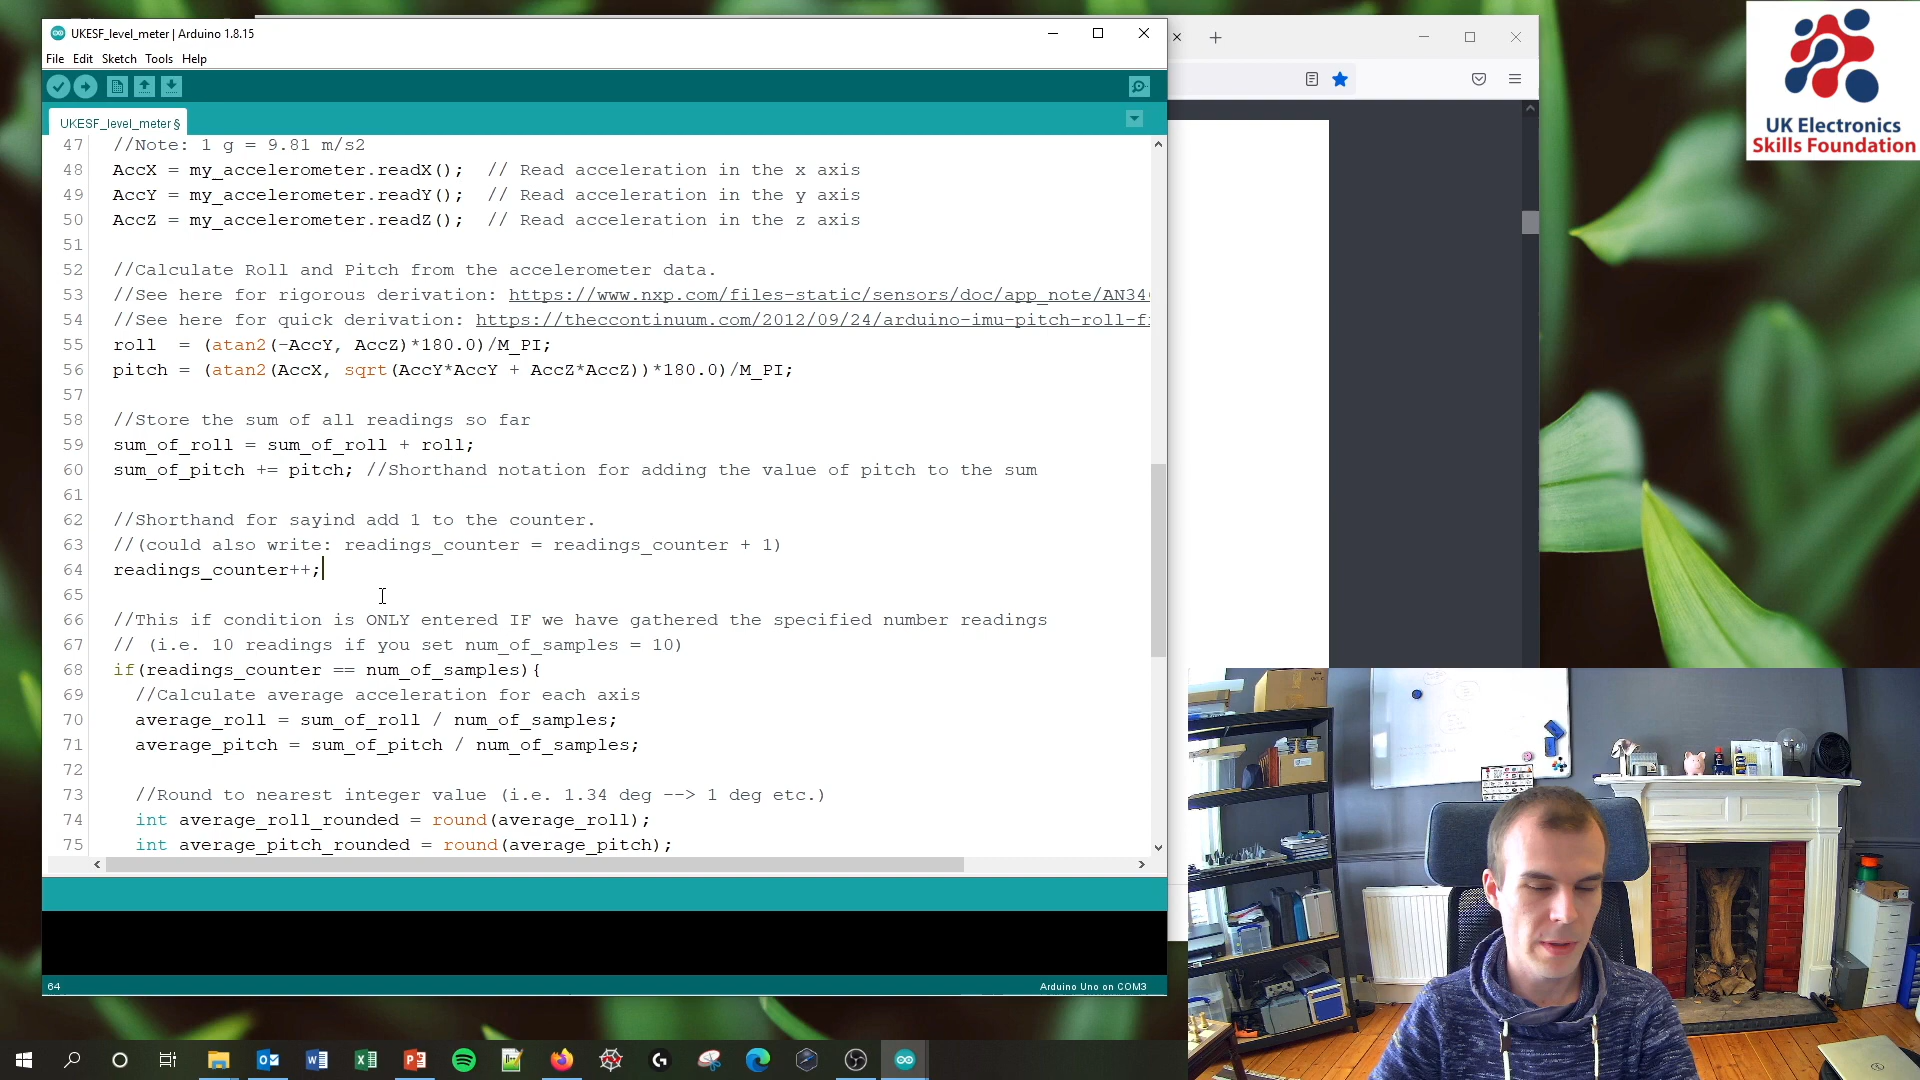 UKESF_level_meter | Arduino 1.8.15
File Edit Sketch Tools Help
UKESF_level_meter §
47 //Note: 1 g = 9.81 m/s2
48 AccX = my_accelerometer.readX(); // Read acceleration in the x axis
49 AccY = my_accelerometer.readY(); // Read acceleration in the y axis
50 AccZ = my_accelerometer.readZ(); // Read acceleration in the z axis
51
52 //Calculate Roll and Pitch from the accelerometer data.
53 //See here for rigorous derivation: https://www.nxp.com/files-static/sensors/doc/app_note/AN34
54 //See here for quick derivation: https://theccontinuum.com/2012/09/24/arduino-imu-pitch-roll-f
55 roll = (atan2(-AccY, AccZ)*180.0)/M_PI;
56 pitch = (atan2(AccX, sqrt(AccY*AccY + AccZ*AccZ))*180.0)/M_PI;
57
58 //Store the sum of all readings so far
59 sum_of_roll = sum_of_roll + roll;
60 sum_of_pitch += pitch; //Shorthand notation for adding the value of pitch to the sum
61
62 //Shorthand for sayind add 1 to the counter.
63 //(could also write: readings_counter = readings_counter + 1)
64 readings_counter++;
65
66 //This if condition is ONLY entered IF we have gathered the specified number readings
67 // (i.e. 10 readings if you set num_of_samples = 10)
68 if(readings_counter == num_of_samples){
69 //Calculate average acceleration for each axis
70 average_roll = sum_of_roll / num_of_samples;
71 average_pitch = sum_of_pitch / num_of_samples;
72
73 //Round to nearest integer value (i.e. 1.34 deg --> 1 deg etc.)
74 int average_roll_rounded = round(average_roll);
75 int average_pitch_rounded = round(average_pitch);
64
Arduino Uno on COM3
UK Electronics
Skills Foundation